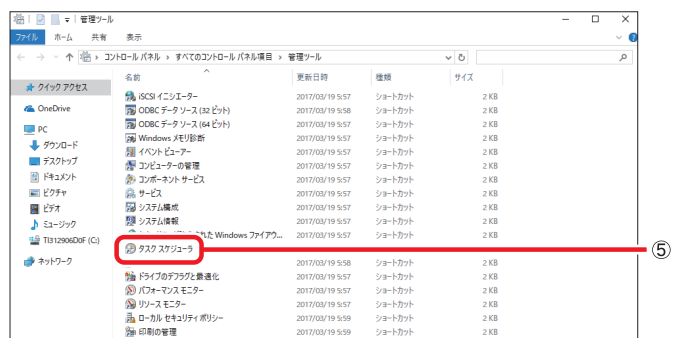 管理ツール
ファイル ホーム 共有 表示
コントロール パネル › すべてのコントロール パネル項目 › 管理ツール
名前 更新日時 種類 サイズ
クイック アクセス
OneDrive
PC
ダウンロード
デスクトップ
ドキュメント
ピクチャ
ビデオ
ミュージック
TI312906D0F (C:)
ネットワーク
iSCSI イニシエーター 2017/03/19 5:57 ショートカット 2 KB
ODBC データ ソース (32 ビット) 2017/03/19 5:58 ショートカット 2 KB
ODBC データ ソース (64 ビット) 2017/03/19 5:57 ショートカット 2 KB
Windows メモリ診断 2017/03/19 5:57 ショートカット 2 KB
イベント ビューアー 2017/03/19 5:57 ショートカット 2 KB
コンピューターの管理 2017/03/19 5:57 ショートカット 2 KB
コンポーネント サービス 2017/03/19 5:57 ショートカット 2 KB
サービス 2017/03/19 5:57 ショートカット 2 KB
システム構成 2017/03/19 5:57 ショートカット 2 KB
システム情報 2017/03/19 5:57 ショートカット 2 KB
Windows ファイアウ... 2017/03/19 5:57 ショートカット 2 KB
タスク スケジューラ ⑤
2017/03/19 5:58 ショートカット 2 KB
ドライブのデフラグと最適化 2017/03/19 5:57 ショートカット 2 KB
パフォーマンス モニター 2017/03/19 5:57 ショートカット 2 KB
リソース モニター 2017/03/19 5:57 ショートカット 2 KB
ローカル セキュリティ ポリシー 2017/03/19 5:59 ショートカット 2 KB
印刷の管理 2017/03/19 5:59 ショートカット 2 KB